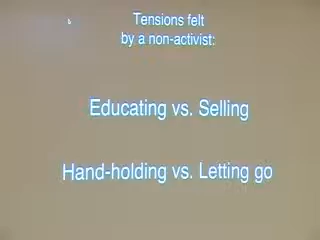 Tensions felt
by a non-activist:
Educating vs. Selling
Hand-holding vs. Letting go